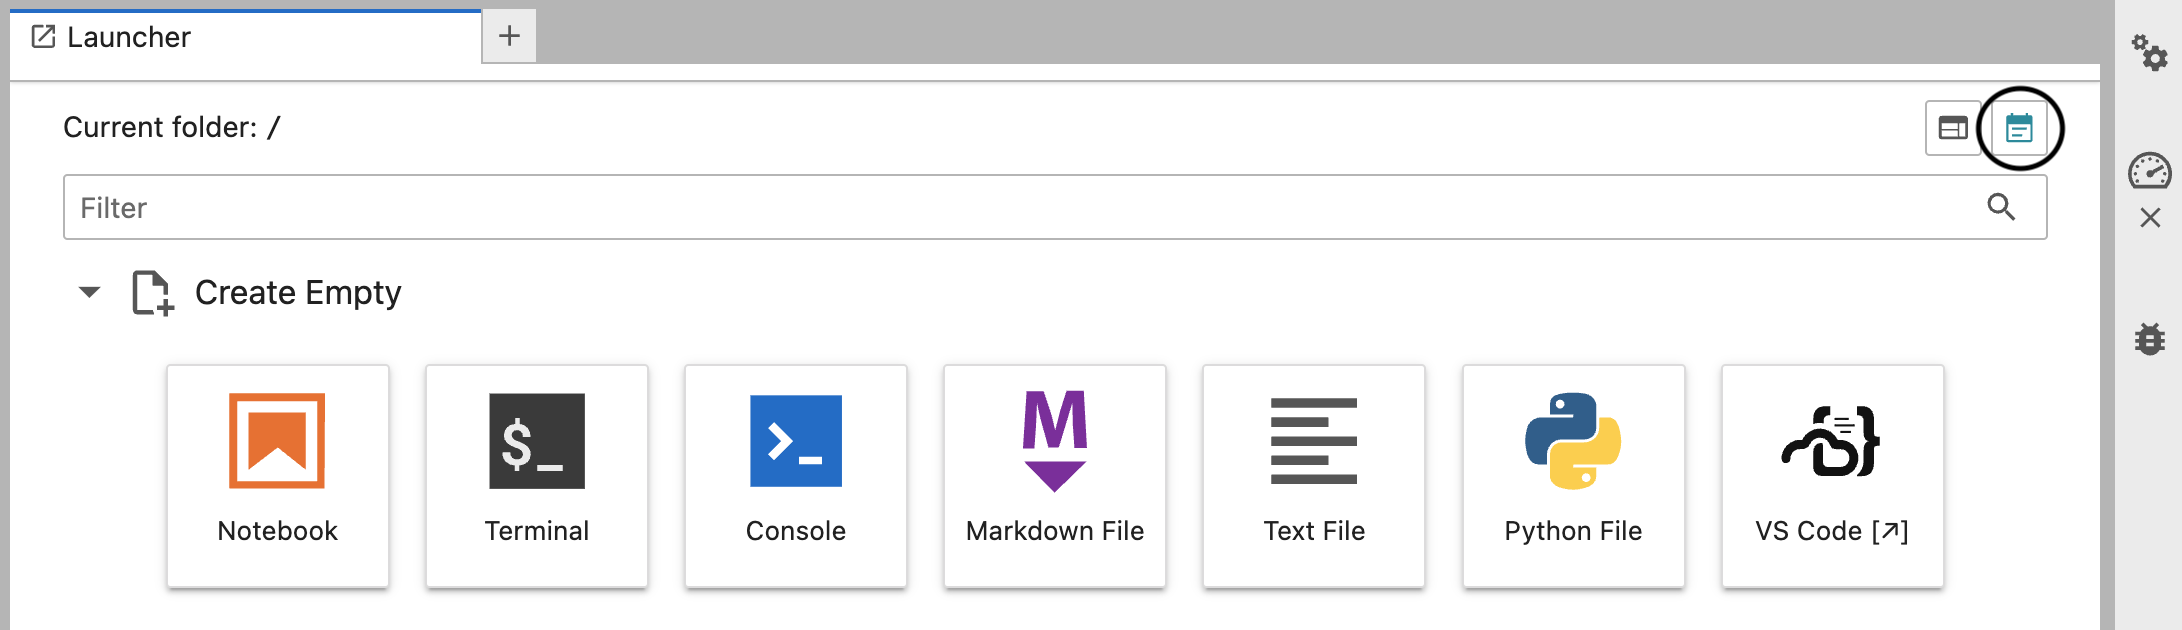 Launcher
Current folder: /
Filter
Create Empty
$_
>_
M
Notebook
Terminal
Console
Markdown File
Text File
Python File
VS Code [↗]